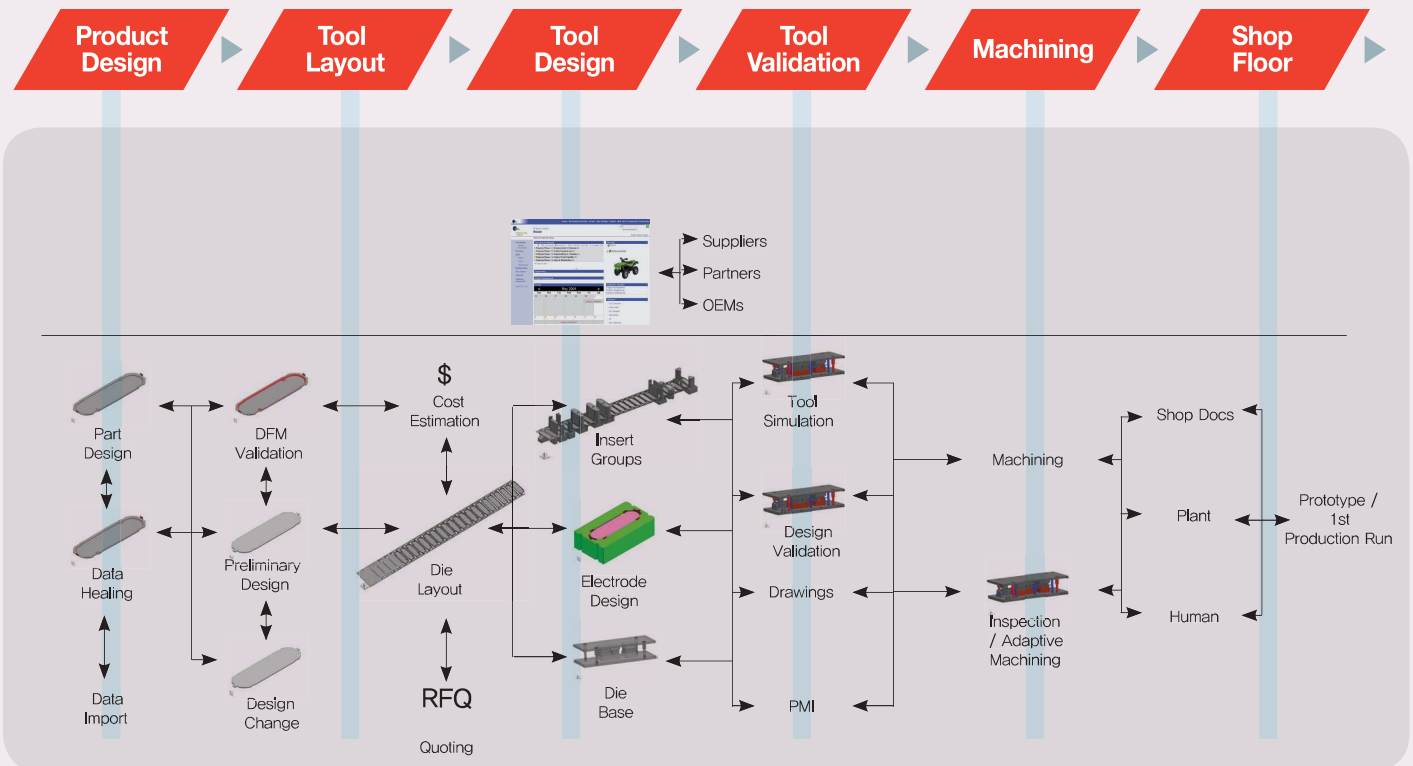 Product
Design
Tool
Layout
Tool
Design
Tool
Validation
Machining
Shop
Floor
Suppliers
Partners
OEMs
May 2009
Part
Design
DFM
Validation
$
Cost
Estimation
Insert
Groups
Tool
Simulation
Shop Docs
Machining
Data
Healing
Preliminary
Design
Die
Layout
Electrode
Design
Design
Validation
Drawings
Plant
Prototype /
1st
Production Run
Inspection
/ Adaptive
Machining
Human
Data
Import
Design
Change
RFQ
Quoting
Die
Base
PMI